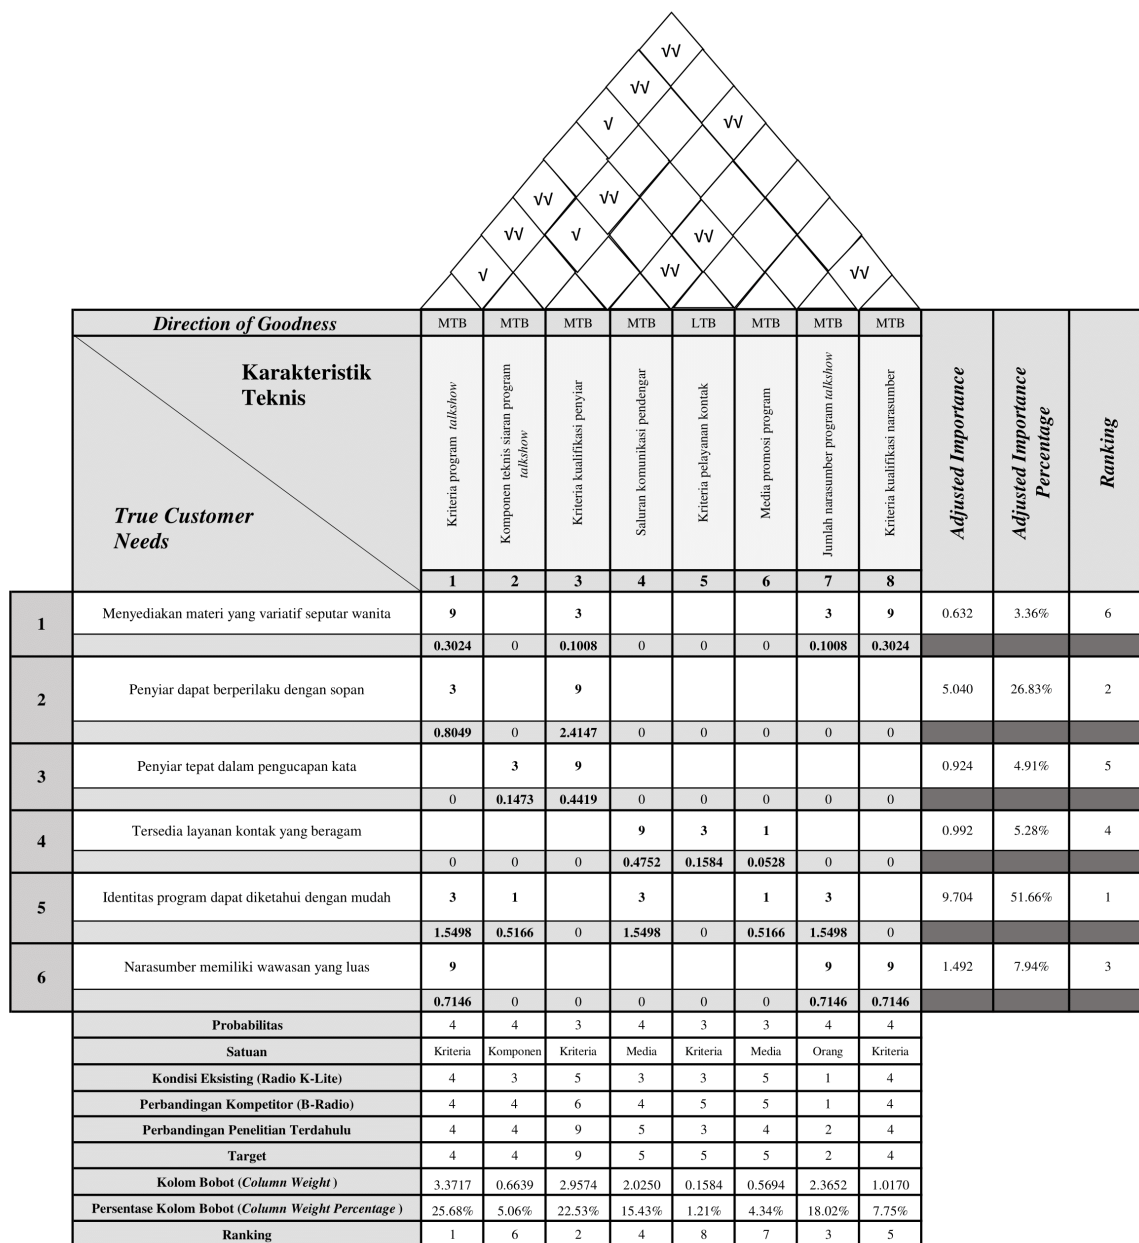 √√
√√
√ √√
√√ √√
√√ √ √√
√ √√ √√
Direction of Goodness MTB MTB MTB MTB LTB MTB MTB MTB
Karakteristik
Teknis
True Customer
Needs
Kriteria program talkshow
Komponen teknis siaran program
talkshow
Kriteria kualifikasi penyiar
Saluran komunikasi pendengar
Kriteria pelayanan kontak
Media promosi program
Jumlah narasumber program talkshow
Kriteria kualifikasi narasumber
Adjusted Importance
Adjusted Importance
Percentage
Ranking
1 2 3 4 5 6 7 8
1 Menyediakan materi yang variatif seputar wanita 9 3 3 9 0.632 3.36% 6
0.3024 0 0.1008 0 0 0 0.1008 0.3024
2 Penyiar dapat berperilaku dengan sopan 3 9 5.040 26.83% 2
0.8049 0 2.4147 0 0 0 0 0
3 Penyiar tepat dalam pengucapan kata 3 9 0.924 4.91% 5
0 0.1473 0.4419 0 0 0 0 0
4 Tersedia layanan kontak yang beragam 9 3 1 0.992 5.28% 4
0 0 0 0.4752 0.1584 0.0528 0 0
5 Identitas program dapat diketahui dengan mudah 3 1 3 1 3 9.704 51.66% 1
1.5498 0.5166 0 1.5498 0 0.5166 1.5498 0
6 Narasumber memiliki wawasan yang luas 9 9 9 1.492 7.94% 3
0.7146 0 0 0 0 0 0.7146 0.7146
Probabilitas 4 4 3 4 3 3 4 4
Satuan Kriteria Komponen Kriteria Media Kriteria Media Orang Kriteria
Kondisi Eksisting (Radio K-Lite) 4 3 5 3 3 5 1 4
Perbandingan Kompetitor (B-Radio) 4 4 6 4 5 5 1 4
Perbandingan Penelitian Terdahulu 4 4 9 5 3 4 2 4
Target 4 4 9 5 5 5 2 4
Kolom Bobot (Column Weight ) 3.3717 0.6639 2.9574 2.0250 0.1584 0.5694 2.3652 1.0170
Persentase Kolom Bobot (Column Weight Percentage ) 25.68% 5.06% 22.53% 15.43% 1.21% 4.34% 18.02% 7.75%
Ranking 1 6 2 4 8 7 3 5